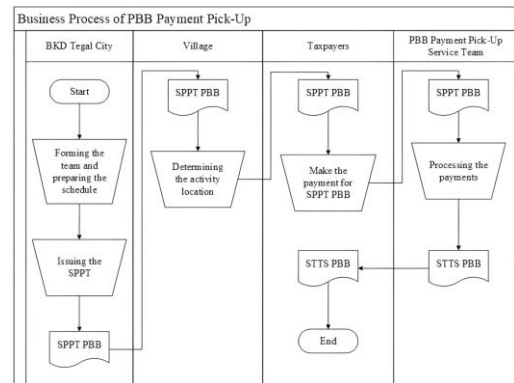 Business Process of PBB Payment Pick-Up
BKD Tegal City
Village
Taxpayers
PBB Payment Pick-Up
Service Team
Start
Forming the
team and
preparing the
schedule
Issuing the
SPPT
SPPT PBB
SPPT PBB
Determining
the activity
location
SPPT PBB
Make the
payment for
SPPT PBB
STTS PBB
End
SPPT PBB
Processing the
payments
STTS PBB